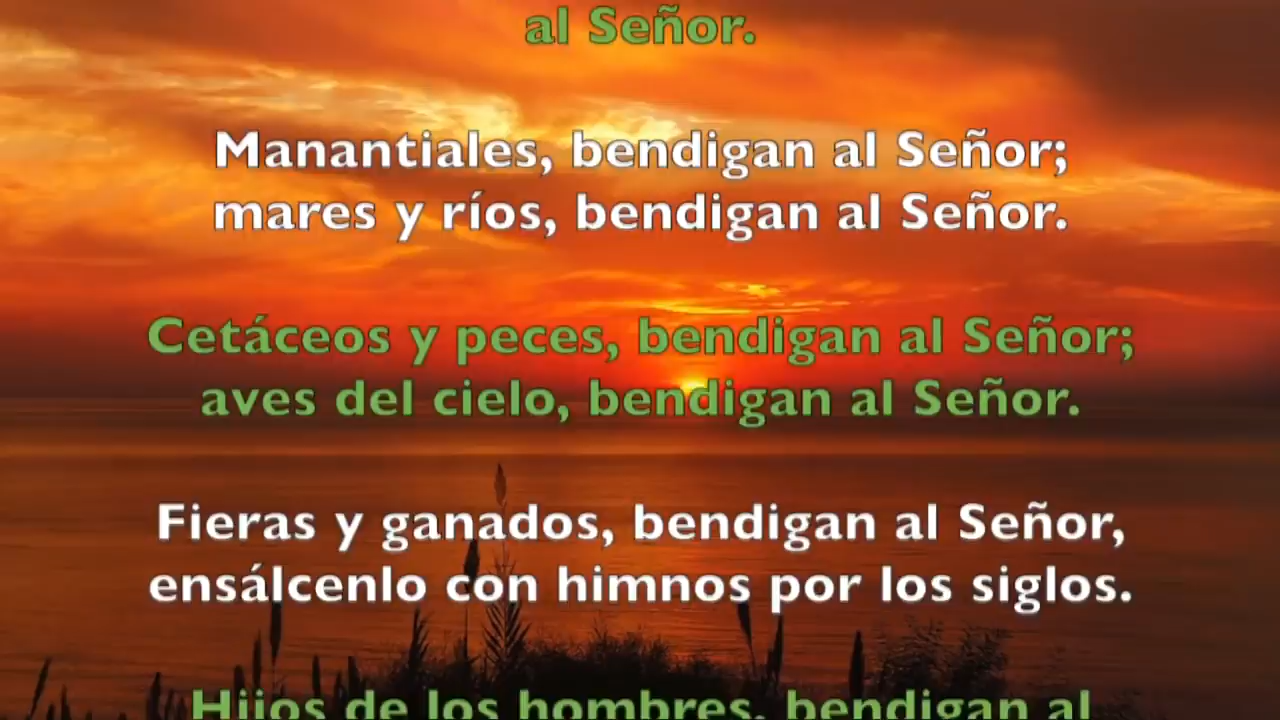 al Señor.
Manantiales, bendigan al Señor;
mares y ríos, bendigan al Señor.
Cetáceos y peces, bendigan al Señor;
aves del cielo, bendigan al Señor.
Fieras y ganados, bendigan al Señor,
ensálcenlo con himnos por los siglos.
Hijos de los hombres, bendigan al